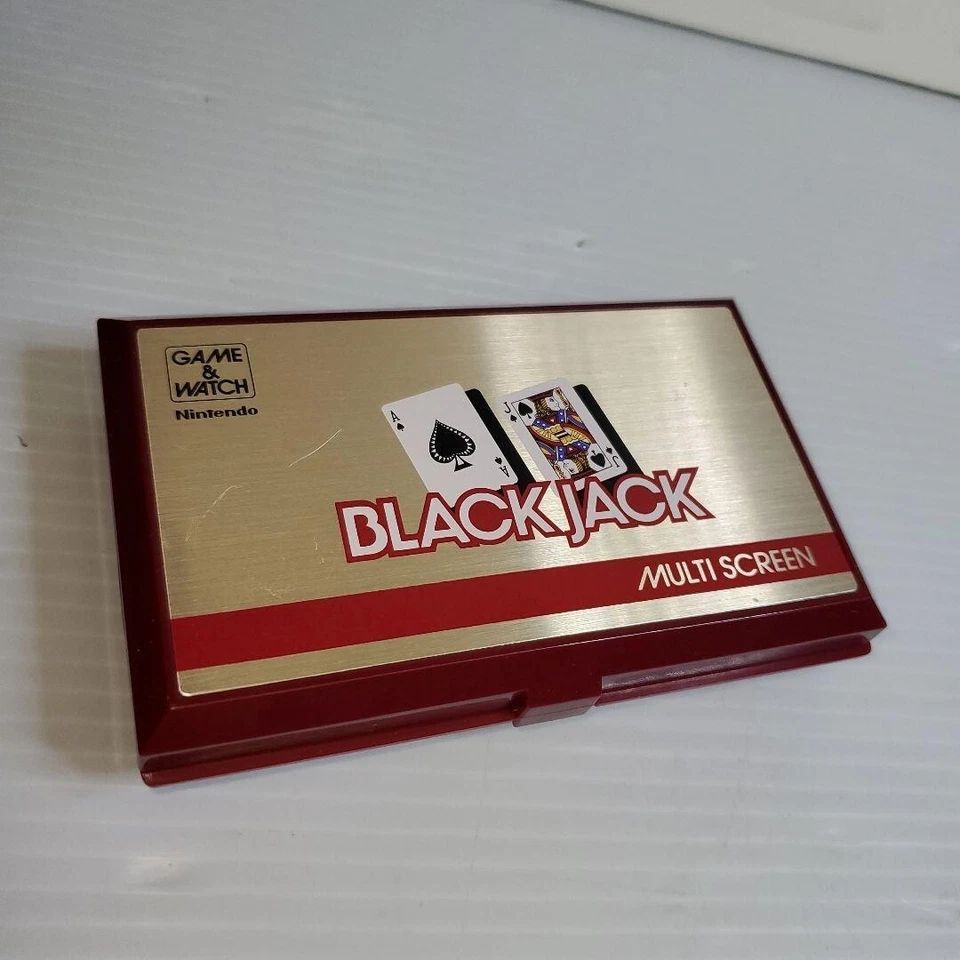 GAME
&
WATCH
Nintendo
A
A
J
J
BLACK JACK
MULTI SCREEN